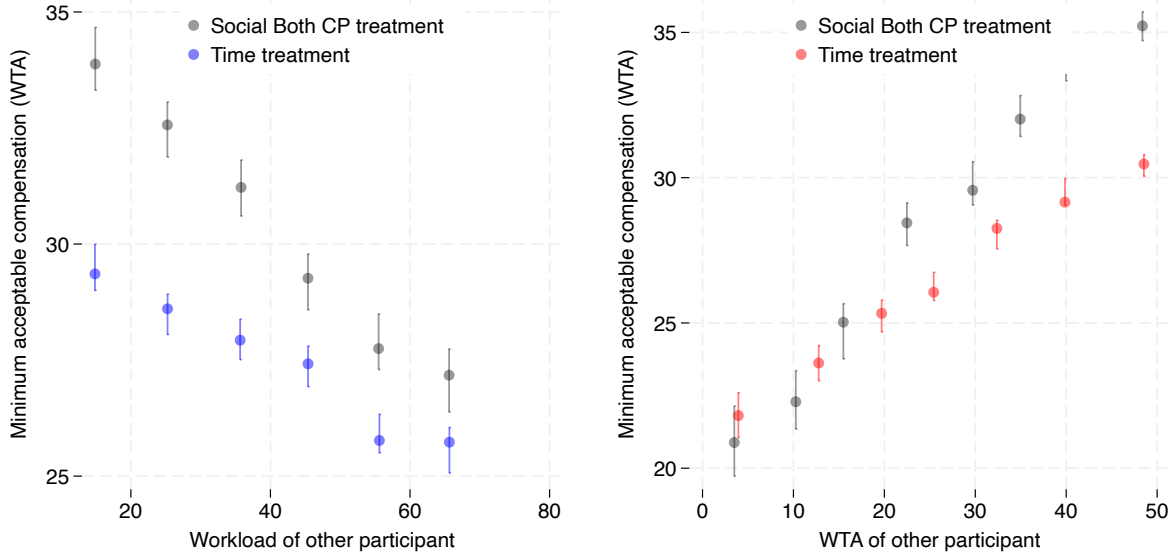 Social Both CP treatment
Time treatment
Minimum acceptable compensation (WTA)
35
30
25
20
40
60
80
Workload of other participant
Social Both CP treatment
Time treatment
Minimum acceptable compensation (WTA)
35
30
25
20
0
10
20
30
40
50
WTA of other participant